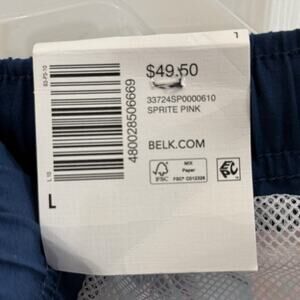 $49.50
33724SP0000610
SPRITE PINK
480028506669
BELK.COM
L
FSC
MIX
Paper